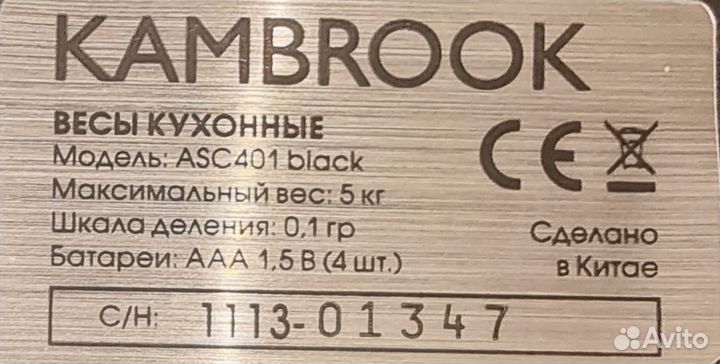 KAMBROOK
ВЕСЫ КУХОННЫЕ
Модель: ASC401 black
Максимальный вес: 5 кг
Шкала деления: 0,1 гр
Батареи: AAA 1,5 В (4 шт.)
CE
Сделано
в Китае
С/Н: 1113-01347
Avito